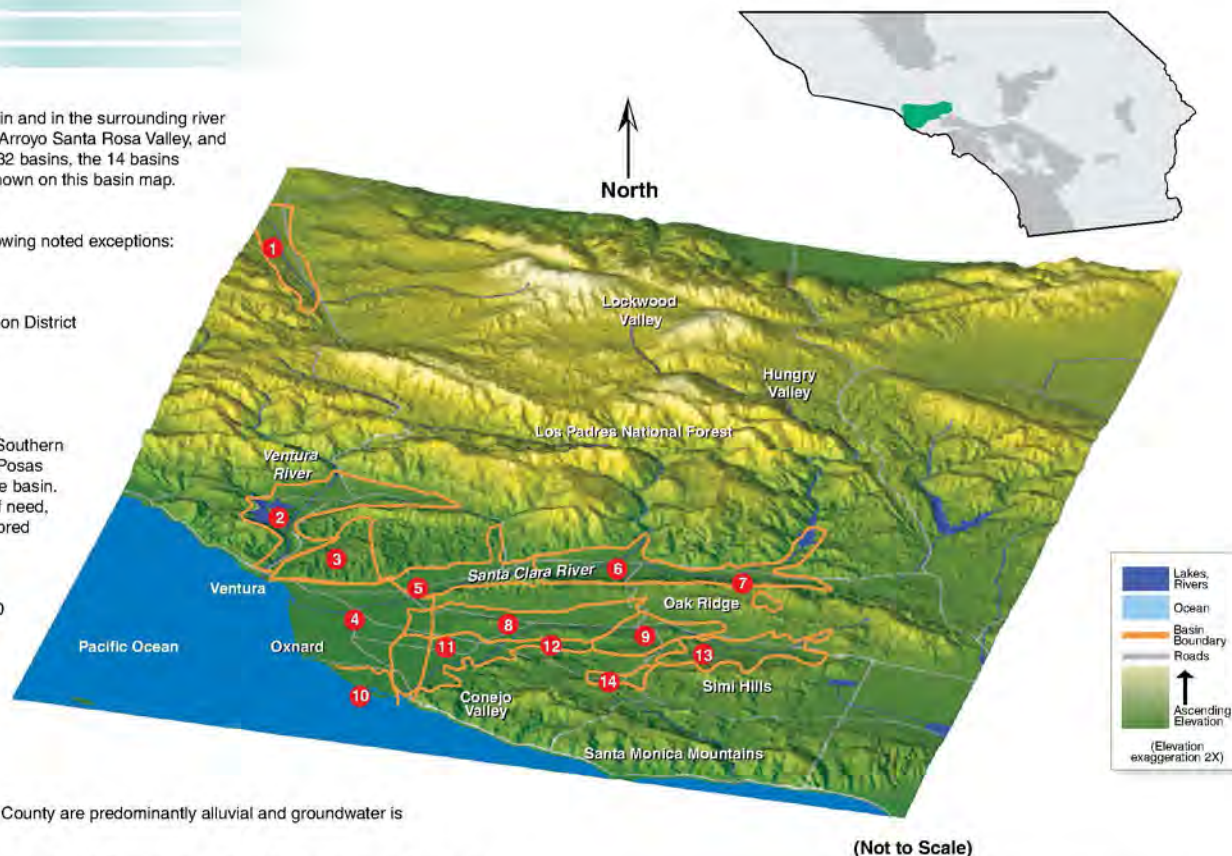 in and in the surrounding river
Arroyo Santa Rosa Valley, and
32 basins, the 14 basins
own on this basin map.
owing noted exceptions:
on District
Southern
Posas
e basin.
f need,
ored
County are predominantly alluvial and groundwater is
North
1
Lockwood
Valley
Hungry
Valley
Los Padres National Forest
Ventura
River
2
3
Ventura
5
Santa Clara River
6
7
Oak Ridge
4
8
9
Pacific Ocean
Oxnard
11
12
13
10
14
Conejo
Valley
Simi Hills
Santa Monica Mountains
Lakes,
Rivers
Ocean
Basin
Boundary
Roads
Ascending
Elevation
(Elevation
exaggeration 2X)
(Not to Scale)